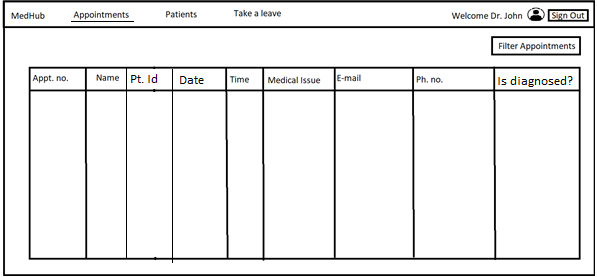 MedHub Appointments Patients Take a leave Welcome Dr. John Sign Out
Filter Appointments
Appt. no. Name Pt. Id Date Time Medical Issue E-mail Ph. no. Is diagnosed?